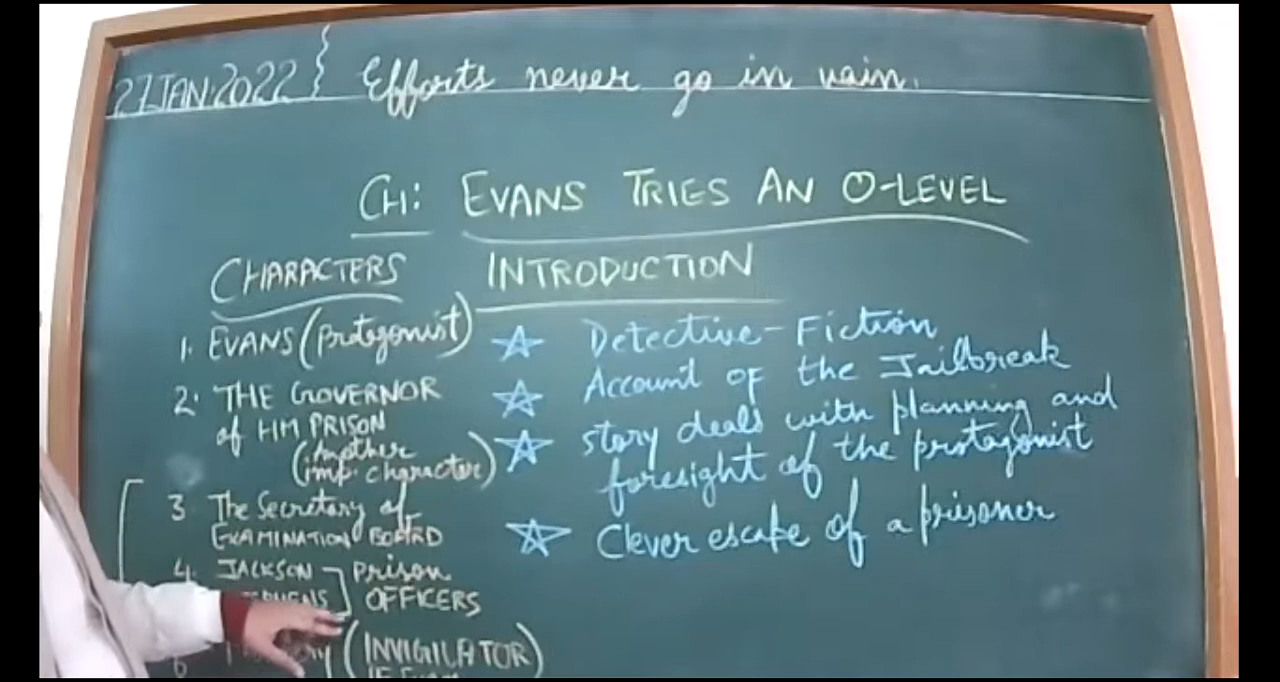 27 JAN. 2022 } Efforts never go in vain.
CH: EVANS TRIES AN O-LEVEL
CHARACTERS
1. EVANS (Protagonist)
2. THE GOVERNOR
of HM PRISON
(Another
imp. character)
3 The Secretary of
EXAMINATION BOARD
4. JACKSON ] Prison
OFFICERS
6 (INVIGILATOR)
INTRODUCTION
☆ Detective-Fiction
☆ Account of the Jailbreak
☆ story deals with planning and
foresight of the protagonist
☆ Clever escape of a prisoner